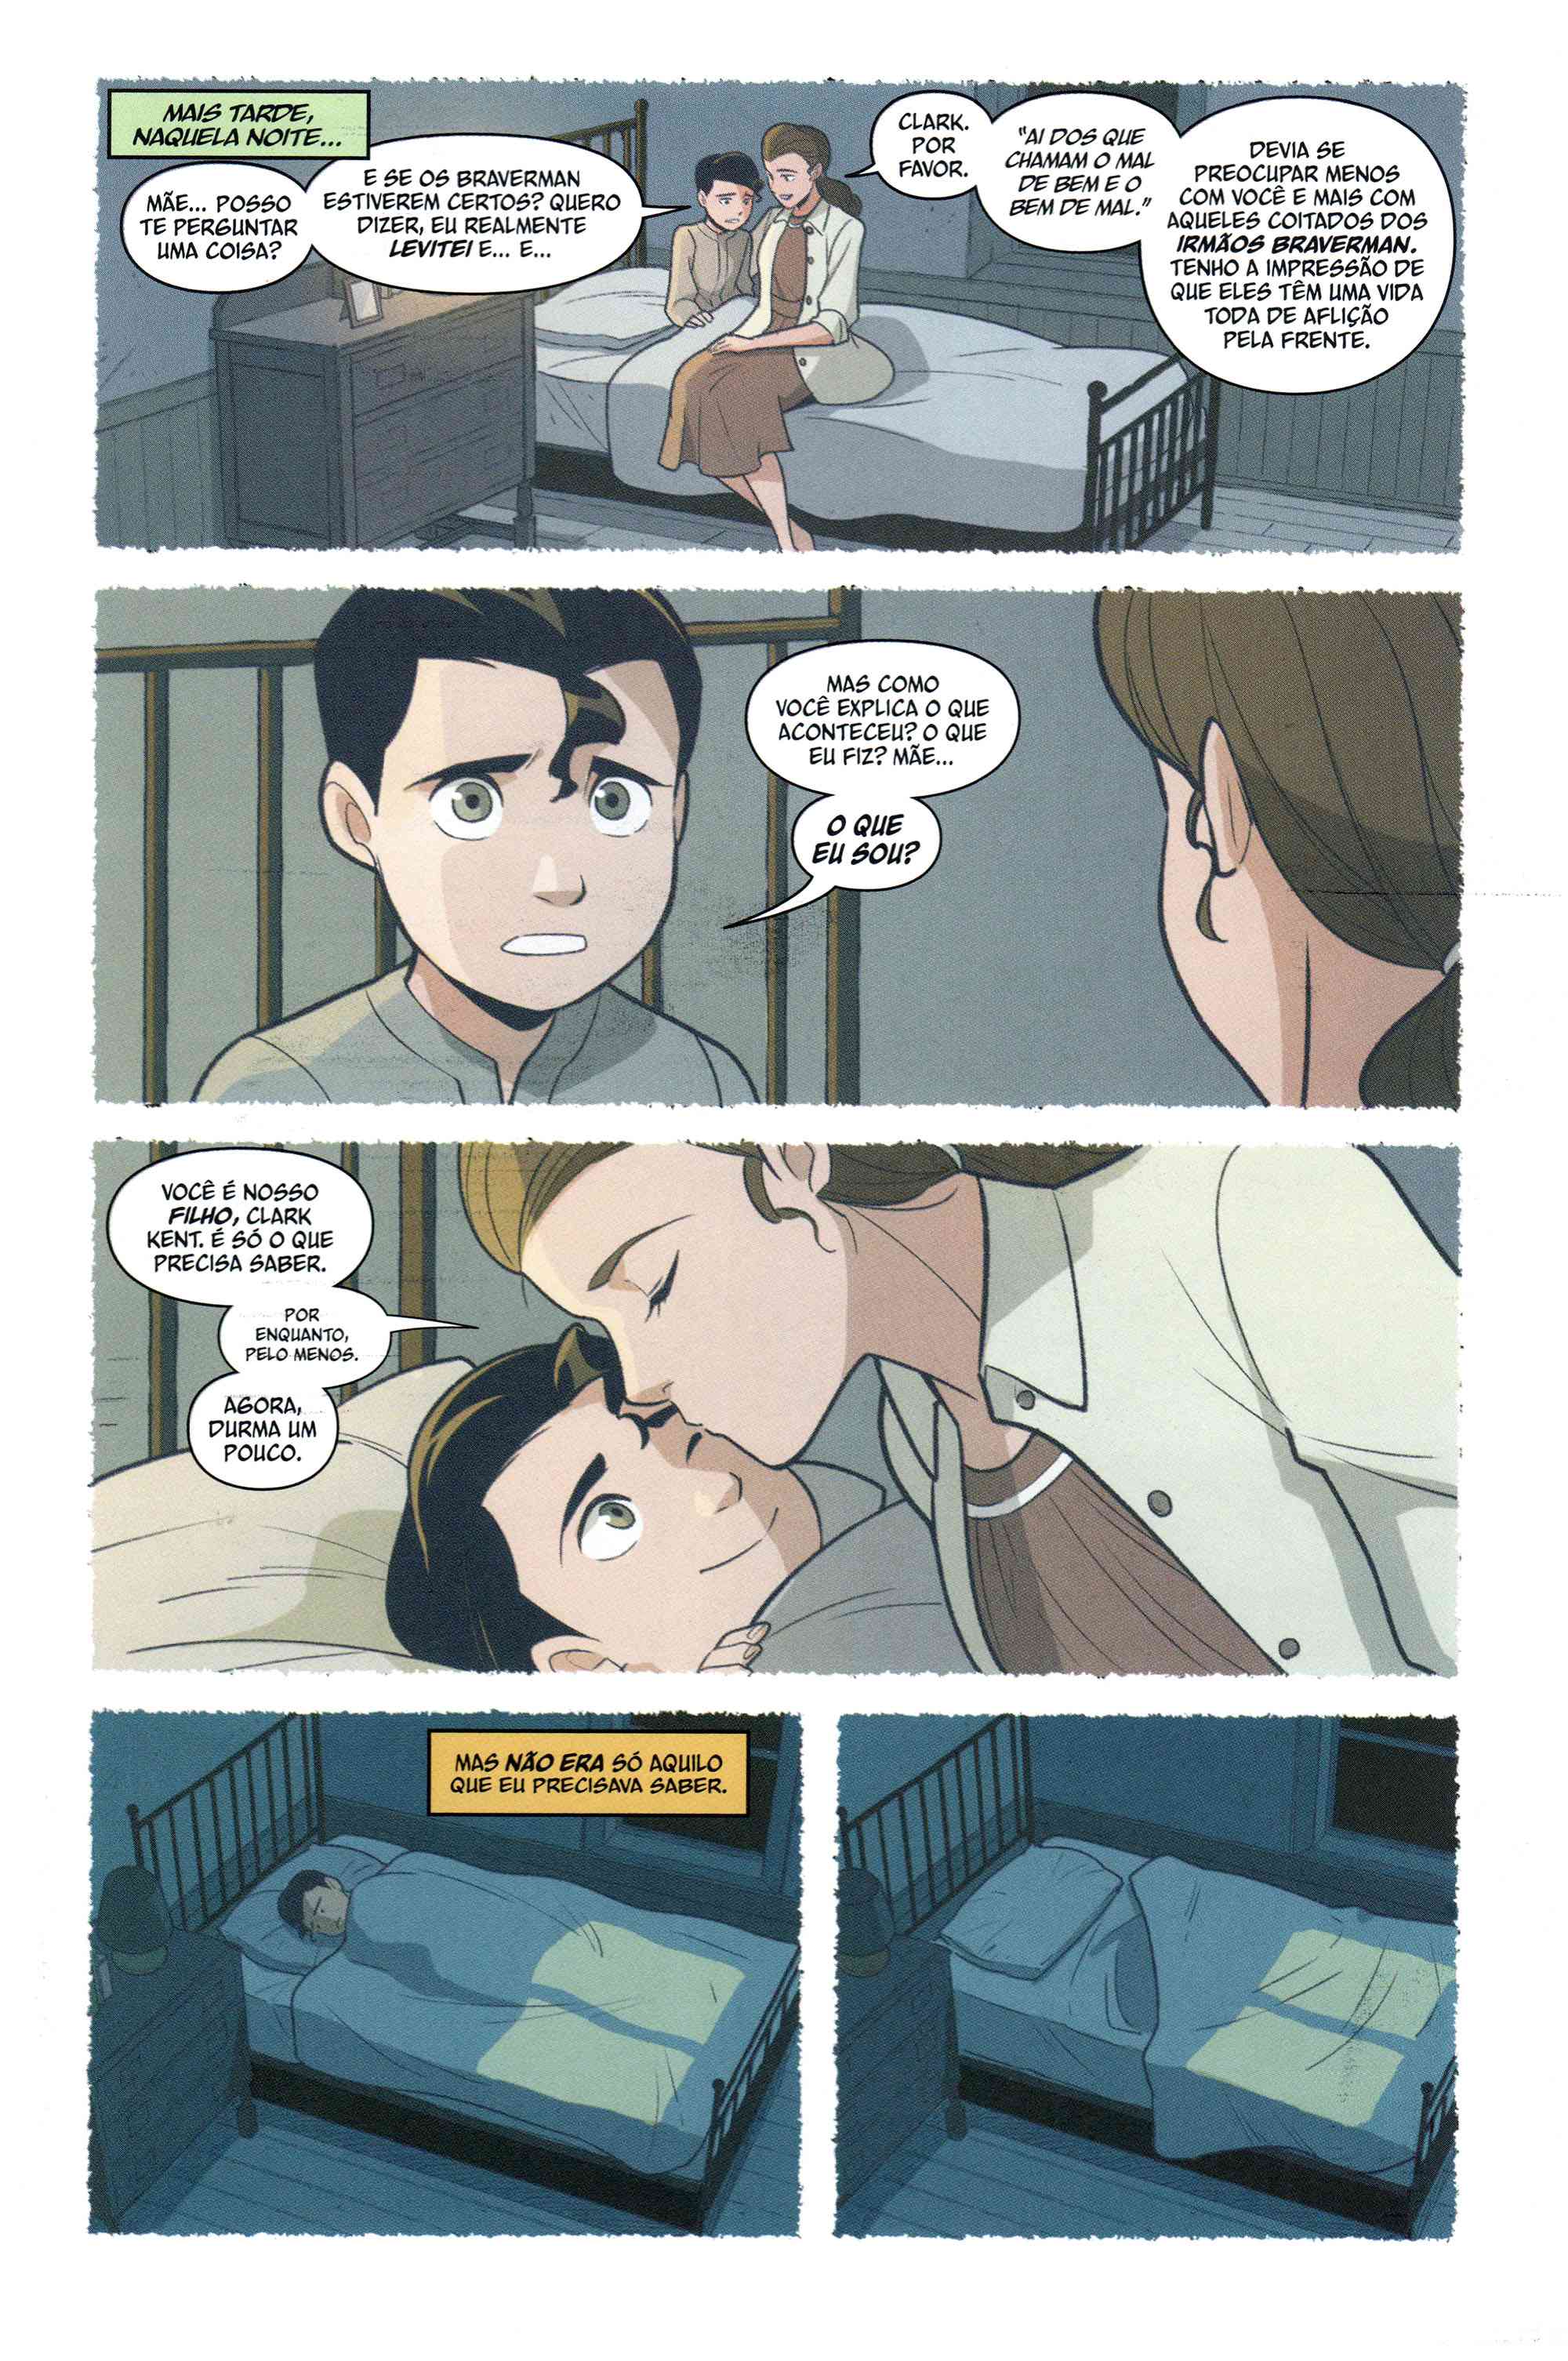 MAIS TARDE,
NAQUELA NOITE...
MÃE... POSSO
TE PERGUNTAR
UMA COISA?
E SE OS BRAVERMAN
ESTIVEREM CERTOS? QUERO
DIZER, EU REALMENTE
LEVITEI E... E...
CLARK.
POR
FAVOR.
"AI DOS QUE
CHAMAM O MAL
DE BEM E O
BEM DE MAL."
DEVIA SE
PREOCUPAR MENOS
COM VOCÊ E MAIS COM
AQUELES COITADOS DOS
IRMÃOS BRAVERMAN.
TENHO A IMPRESSÃO DE
QUE ELES TÊM UMA VIDA
TODA DE AFLIÇÃO
PELA FRENTE.
MAS COMO
VOCÊ EXPLICA O QUE
ACONTECEU? O QUE
EU FIZ? MÃE...
O QUE
EU SOU?
VOCÊ É NOSSO
FILHO, CLARK
KENT. É SÓ O QUE
PRECISA SABER.
POR
ENQUANTO,
PELO MENOS.
AGORA,
DURMA UM
POUCO.
MAS NÃO ERA SÓ AQUILO
QUE EU PRECISAVA SABER.